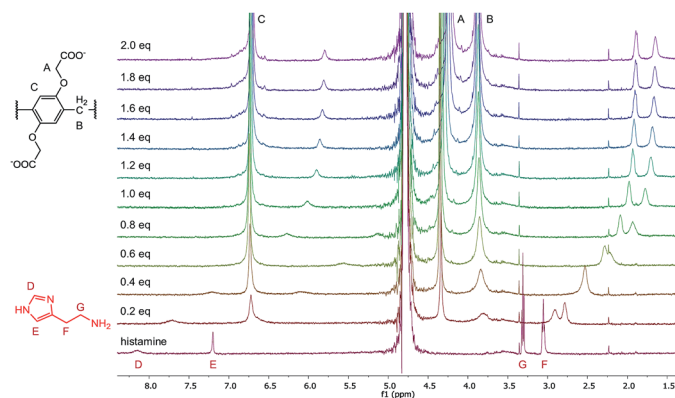 C A B
2.0 eq
1.8 eq
1.6 eq
1.4 eq
1.2 eq
1.0 eq
0.8 eq
0.6 eq
0.4 eq
0.2 eq
histamine
D E G F
8.0 7.5 7.0 6.5 6.0 5.5 5.0 4.5 4.0 3.5 3.0 2.5 2.0 1.5
f1 (ppm)
COO⁻
A
O
C
H₂
C
B
O
⁻OOC
D
N
HN
G
NH₂
E
F